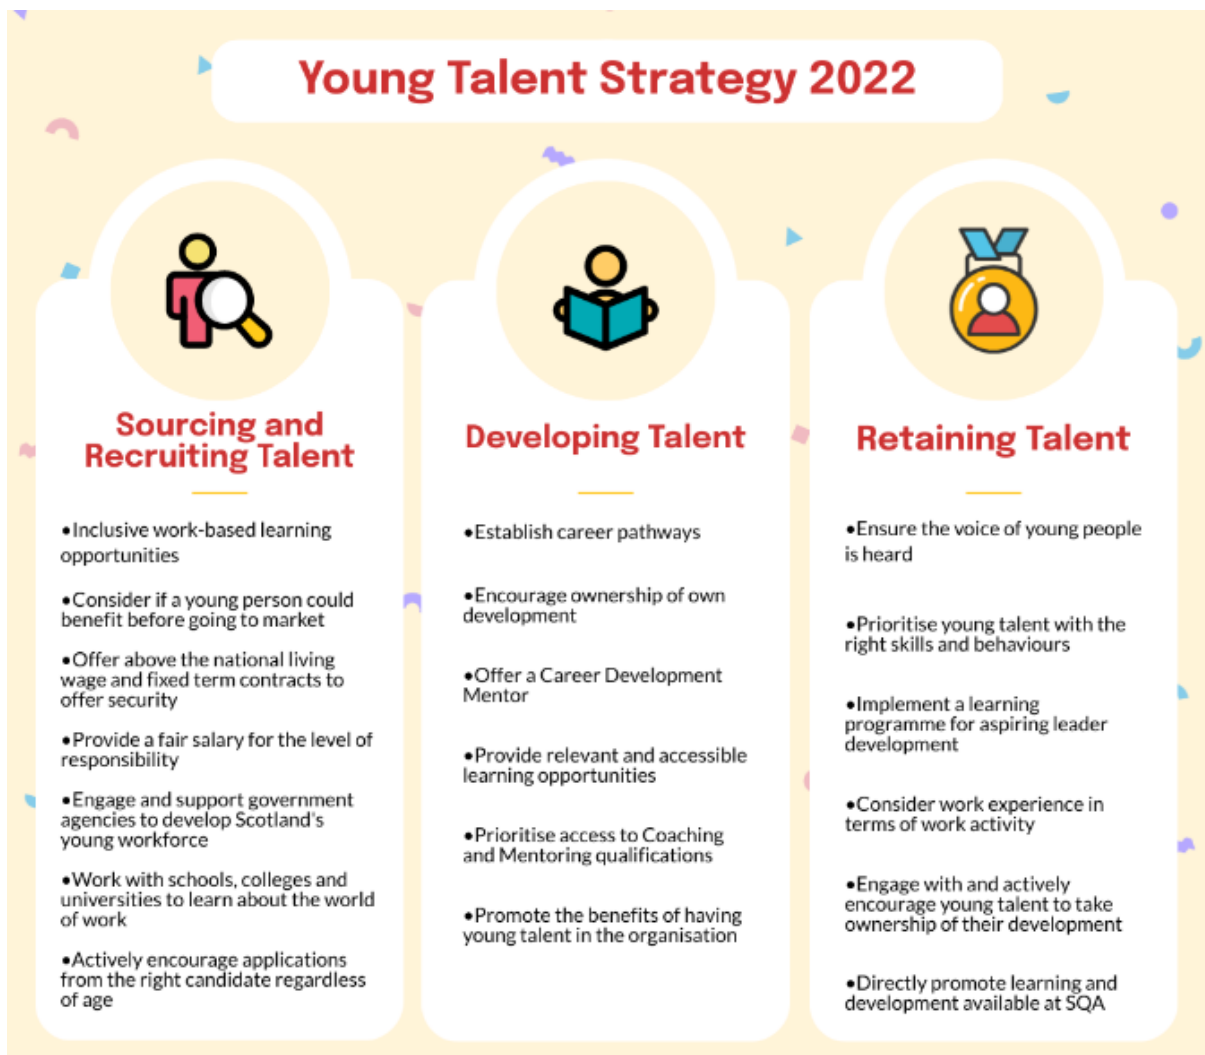 Young Talent Strategy 2022
Sourcing and
Recruiting Talent
•Inclusive work-based learning
opportunities
•Consider if a young person could
benefit before going to market
•Offer above the national living
wage and fixed term contracts to
offer security
•Provide a fair salary for the level of
responsibility
•Engage and support government
agencies to develop Scotland's
young workforce
•Work with schools, colleges and
universities to learn about the world
of work
•Actively encourage applications
from the right candidate regardless
of age
Developing Talent
•Establish career pathways
•Encourage ownership of own
development
•Offer a Career Development
Mentor
•Provide relevant and accessible
learning opportunities
•Prioritise access to Coaching
and Mentoring qualifications
•Promote the benefits of having
young talent in the organisation
Retaining Talent
•Ensure the voice of young people
is heard
•Prioritise young talent with the
right skills and behaviours
•Implement a learning
programme for aspiring leader
development
•Consider work experience in
terms of work activity
•Engage with and actively
encourage young talent to take
ownership of their development
•Directly promote learning and
development available at SQA